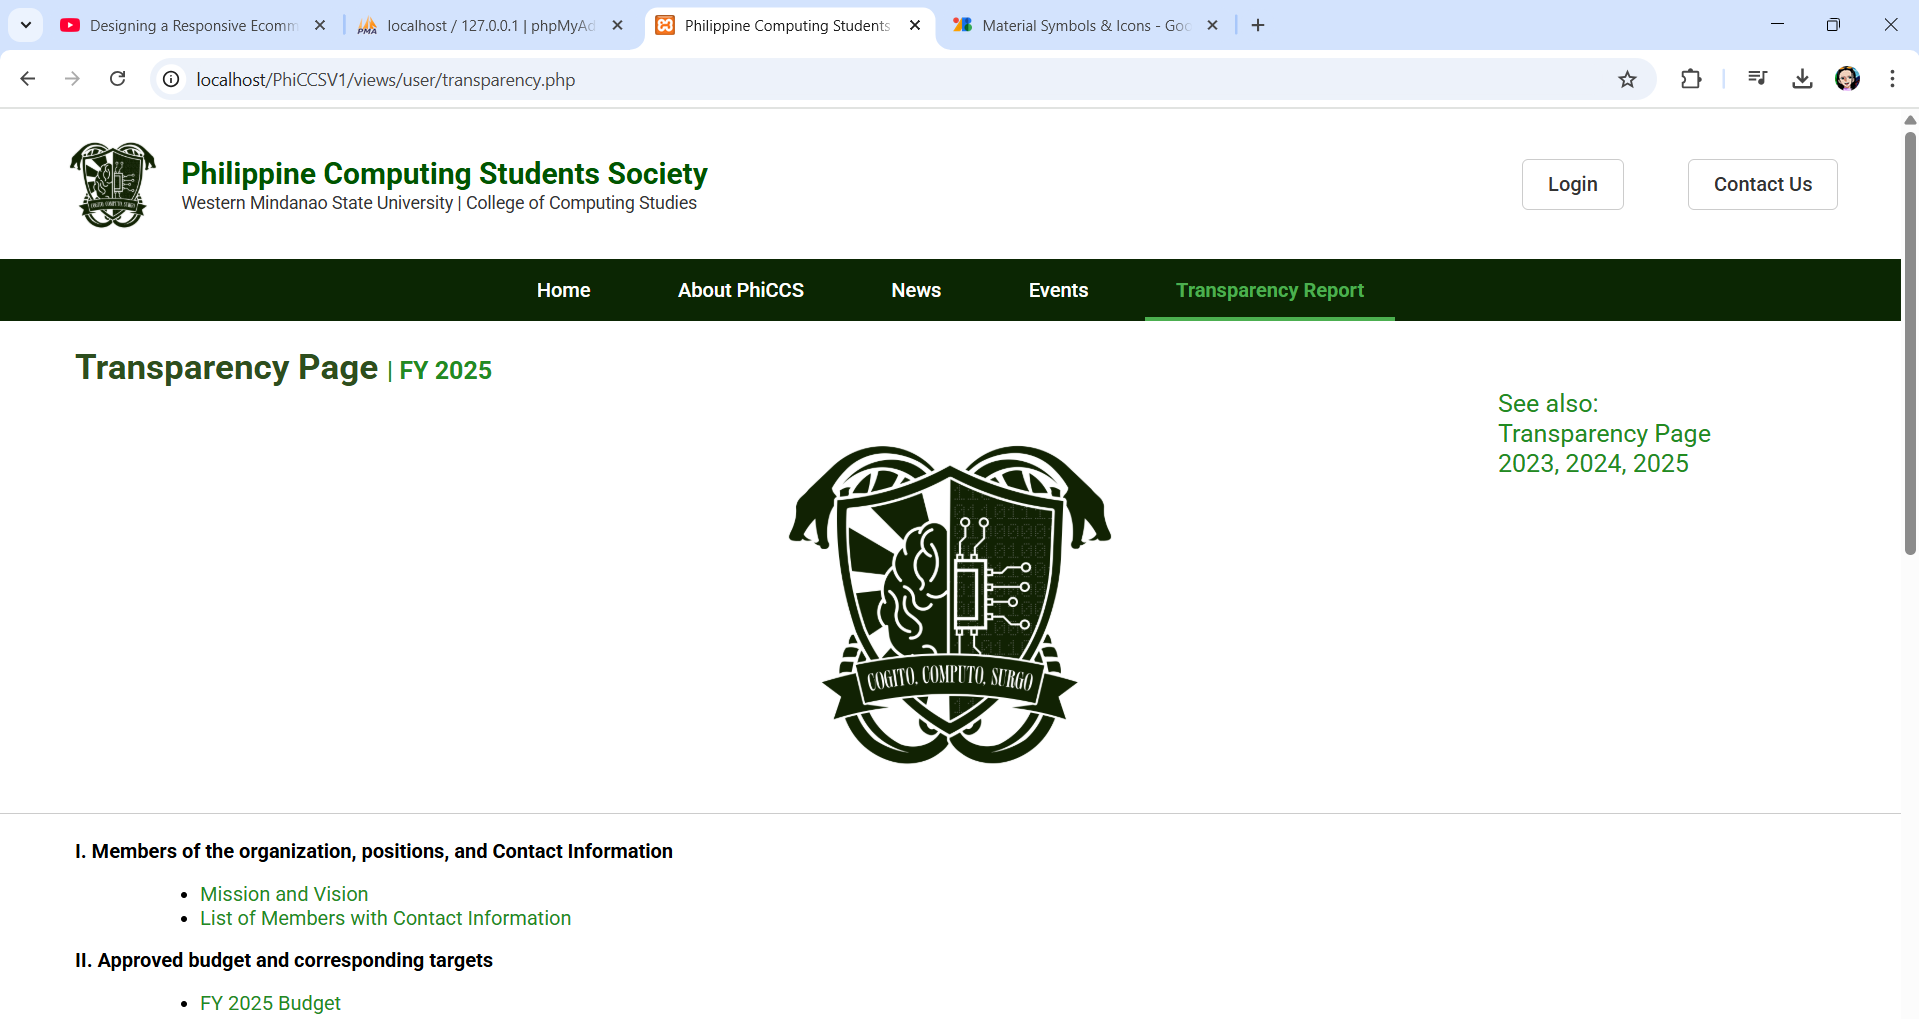 Designing a Responsive Ecomm
localhost / 127.0.0.1 | phpMyAd
Philippine Computing Students
Material Symbols & Icons - Goo
localhost/PhiCCSV1/views/user/transparency.php
Philippine Computing Students Society
Western Mindanao State University | College of Computing Studies
Login
Contact Us
Home
About PhiCCS
News
Events
Transparency Report
Transparency Page | FY 2025
See also:
Transparency Page
2023, 2024, 2025
COGITO, COMPUTO, SURGO
I. Members of the organization, positions, and Contact Information
• Mission and Vision
• List of Members with Contact Information
II. Approved budget and corresponding targets
• FY 2025 Budget